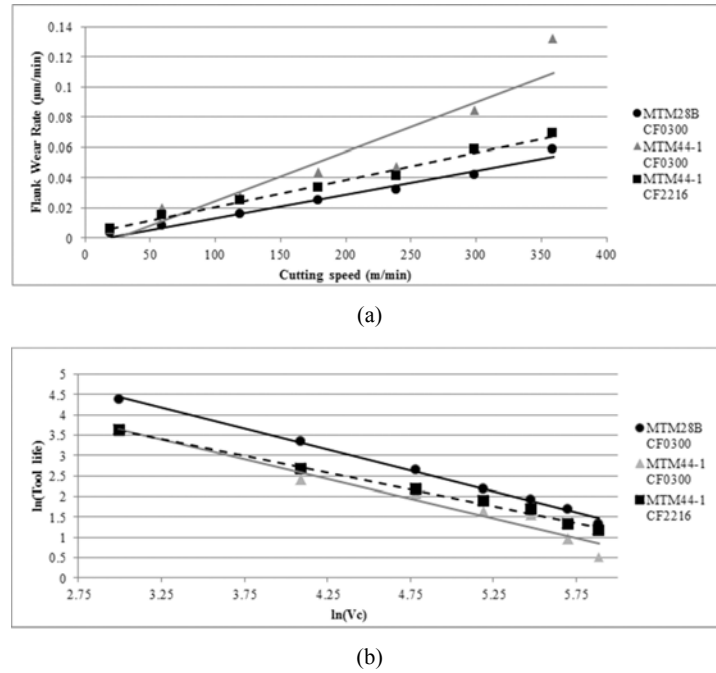 0.14
0.12
0.1
0.08
0.06
0.04
0.02
0
Flank Wear Rate (µm/min)
0 50 100 150 200 250 300 350 400
Cutting speed (m/min)
MTM28B
CF0300
MTM44-1
CF0300
MTM44-1
CF2216
(a)
5
4.5
4
3.5
3
2.5
2
1.5
1
0.5
0
ln(Tool life)
2.75 3.25 3.75 4.25 4.75 5.25 5.75
ln(Vc)
MTM28B
CF0300
MTM44-1
CF0300
MTM44-1
CF2216
(b)